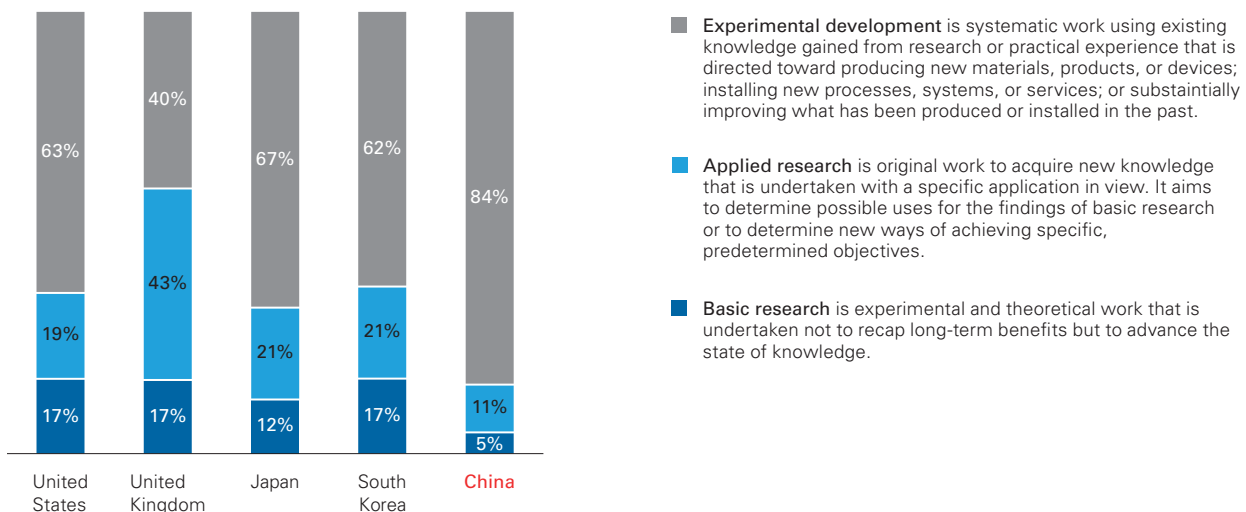 63%
19%
17%
40%
43%
17%
67%
21%
12%
62%
21%
17%
84%
11%
5%
United
States
United
Kingdom
Japan
South
Korea
China
Experimental development is systematic work using existing
knowledge gained from research or practical experience that is
directed toward producing new materials, products, or devices;
installing new processes, systems, or services; or substaintially
improving what has been produced or installed in the past.
Applied research is original work to acquire new knowledge
that is undertaken with a specific application in view. It aims
to determine possible uses for the findings of basic research
or to determine new ways of achieving specific,
predetermined objectives.
Basic research is experimental and theoretical work that is
undertaken not to recap long-term benefits but to advance the
state of knowledge.